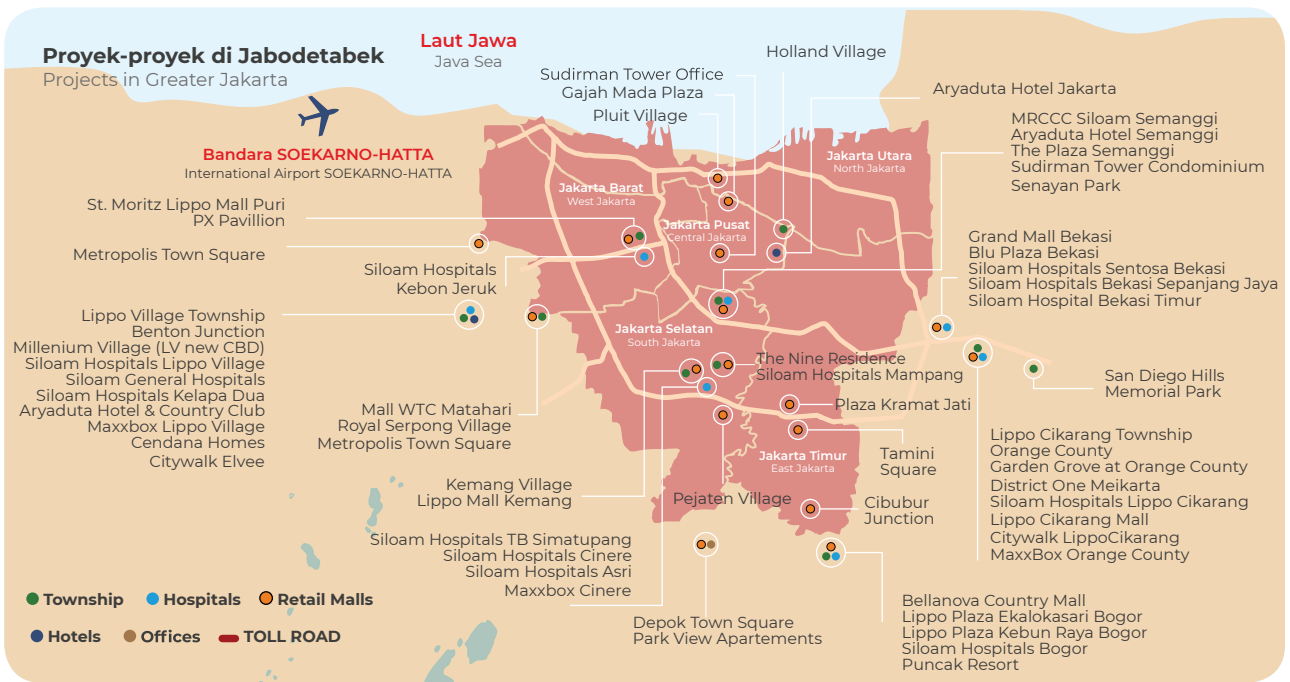 Proyek-proyek di Jabodetabek
Projects in Greater Jakarta
Laut Jawa
Java Sea
Bandara SOEKARNO-HATTA
International Airport SOEKARNO-HATTA
Holland Village
Sudirman Tower Office
Gajah Mada Plaza
Pluit Village
Aryaduta Hotel Jakarta
MRCCC Siloam Semanggi
Aryaduta Hotel Semanggi
The Plaza Semanggi
Sudirman Tower Condominium
Senayan Park
Jakarta Utara
North Jakarta
Jakarta Barat
West Jakarta
Jakarta Pusat
Central Jakarta
St. Moritz Lippo Mall Puri
PX Pavillion
Metropolis Town Square
Siloam Hospitals
Kebon Jeruk
Grand Mall Bekasi
Blu Plaza Bekasi
Siloam Hospitals Sentosa Bekasi
Siloam Hospitals Bekasi Sepanjang Jaya
Siloam Hospital Bekasi Timur
Lippo Village Township
Benton Junction
Millenium Village (LV new CBD)
Siloam Hospitals Lippo Village
Siloam General Hospitals
Siloam Hospitals Kelapa Dua
Aryaduta Hotel & Country Club
Maxxbox Lippo Village
Cendana Homes
Citywalk Elvee
Jakarta Selatan
South Jakarta
The Nine Residence
Siloam Hospitals Mampang
San Diego Hills
Memorial Park
Mall WTC Matahari
Royal Serpong Village
Metropolis Town Square
Plaza Kramat Jati
Jakarta Timur
East Jakarta
Tamini
Square
Lippo Cikarang Township
Orange County
Garden Grove at Orange County
District One Meikarta
Siloam Hospitals Lippo Cikarang
Lippo Cikarang Mall
Citywalk LippoCikarang
MaxxBox Orange County
Kemang Village
Lippo Mall Kemang
Pejaten Village
Cibubur
Junction
Siloam Hospitals TB Simatupang
Siloam Hospitals Cinere
Siloam Hospitals Asri
Maxxbox Cinere
Depok Town Square
Park View Apartements
Bellanova Country Mall
Lippo Plaza Ekalokasari Bogor
Lippo Plaza Kebun Raya Bogor
Siloam Hospitals Bogor
Puncak Resort
Township
Hospitals
Retail Malls
Hotels
Offices
TOLL ROAD